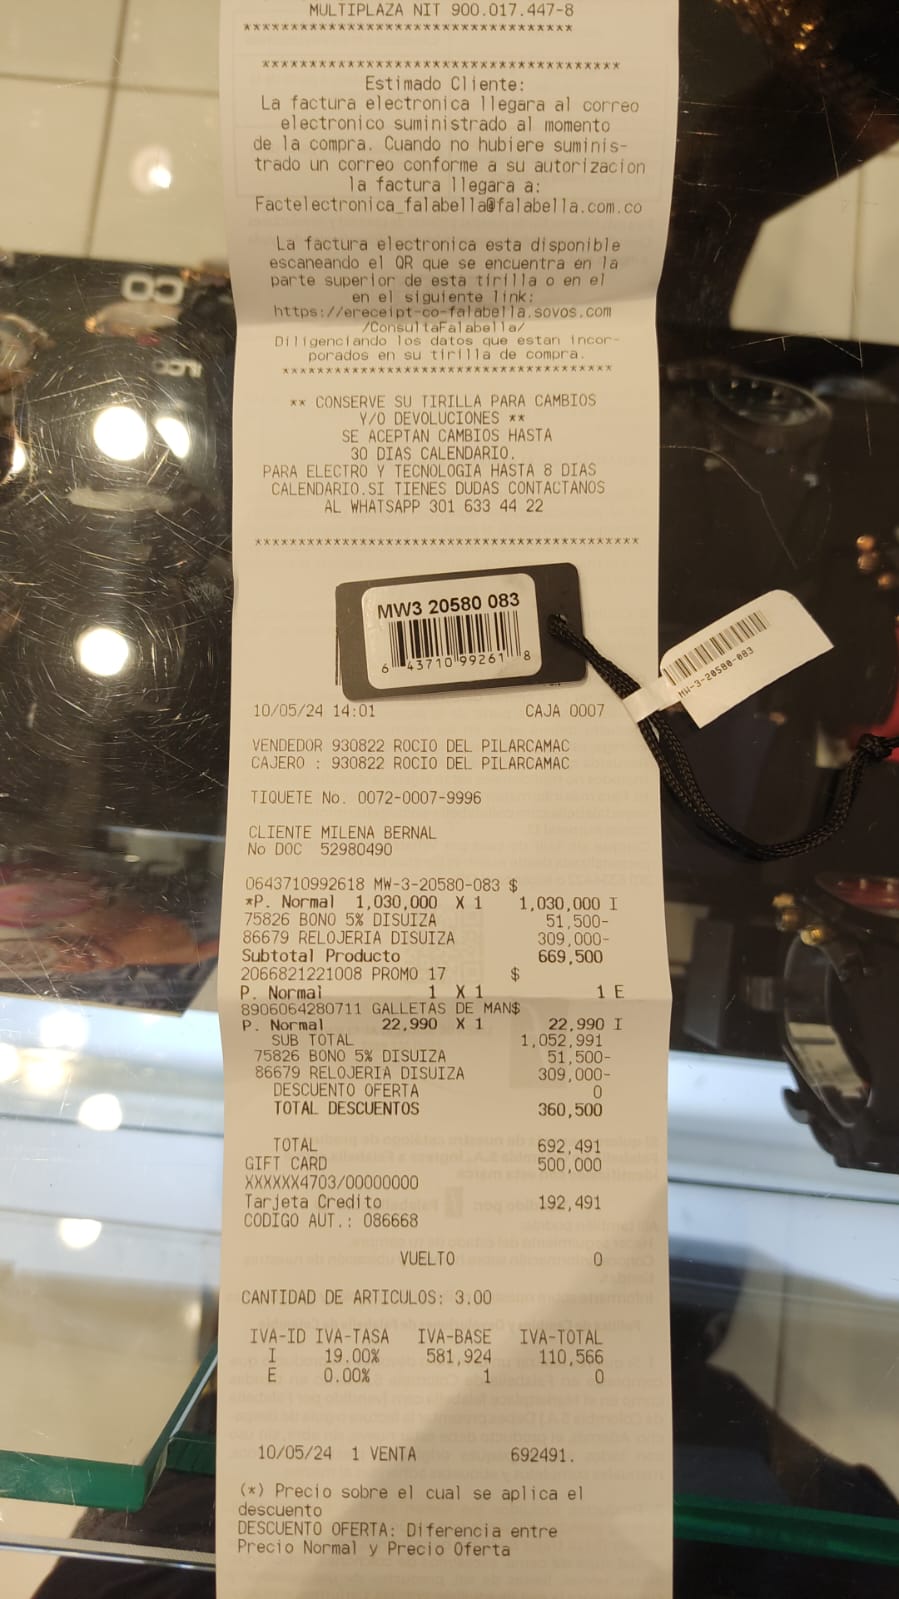 MULTIPLAZA NIT 900.017.447-8
*************************************
****************************************
Estimado Cliente:
La factura electronica llegara al correo
electronico suministrado al momento
de la compra. Cuando no hubiere suminis-
trado un correo conforme a su autorizacion
la factura llegara a:
Factelectronica_falabella@falabella.com.co
La factura electronica esta disponible
escaneando el QR que se encuentra en la
parte superior de esta tirilla o en el
en el siguiente link:
https://ereceipt-co-falabella.sovos.com
/ConsultaFalabella/
Diligenciando los datos que estan incor-
porados en su tirilla de compra.
***************************************
** CONSERVE SU TIRILLA PARA CAMBIOS
Y/O DEVOLUCIONES **
SE ACEPTAN CAMBIOS HASTA
30 DIAS CALENDARIO.
PARA ELECTRO Y TECNOLOGIA HASTA 8 DIAS
CALENDARIO.SI TIENES DUDAS CONTACTANOS
AL WHATSAPP 301 633 44 22
********************************************
MW3 20580 083
6 43710 99261 8
MW-3-20580-083
10/05/24 14:01 CAJA 0007
VENDEDOR 930822 ROCIO DEL PILARCAMAC
CAJERO : 930822 ROCIO DEL PILARCAMAC
TIQUETE No. 0072-0007-9996
CLIENTE MILENA BERNAL
No DOC 52980490
0643710992618 MW-3-20580-083 $
*P. Normal 1,030,000 X 1 1,030,000 I
75826 BONO 5% DISUIZA 51,500-
86679 RELOJERIA DISUIZA 309,000-
Subtotal Producto 669,500
2066821221008 PROMO 17 $
P. Normal 1 X 1 1 E
8906064280711 GALLETAS DE MAN$
P. Normal 22,990 X 1 22,990 I
SUB TOTAL 1,052,991
75826 BONO 5% DISUIZA 51,500-
86679 RELOJERIA DISUIZA 309,000-
DESCUENTO OFERTA 0
TOTAL DESCUENTOS 360,500
TOTAL 692,491
GIFT CARD 500,000
XXXXXX4703/00000000
Tarjeta Credito 192,491
CODIGO AUT.: 086668
VUELTO 0
CANTIDAD DE ARTICULOS: 3.00
IVA-ID IVA-TASA IVA-BASE IVA-TOTAL
I 19.00% 581,924 110,566
E 0.00% 1 0
10/05/24 1 VENTA 692491.
(*) Precio sobre el cual se aplica el
descuento
DESCUENTO OFERTA: Diferencia entre
Precio Normal y Precio Oferta